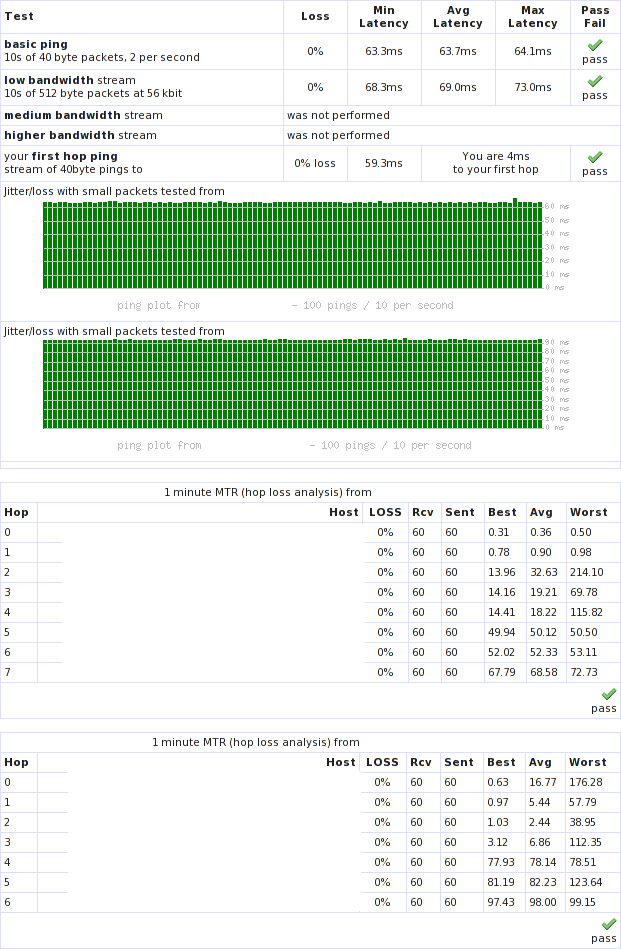 Test Loss Min Latency Avg Latency Max Latency Pass Fail
basic ping
10s of 40 byte packets, 2 per second 0% 63.3ms 63.7ms 64.1ms pass
low bandwidth stream
10s of 512 byte packets at 56 kbit 0% 68.3ms 69.0ms 73.0ms pass
medium bandwidth stream was not performed
higher bandwidth stream was not performed
your first hop ping
stream of 40byte pings to 0% loss 59.3ms You are 4ms to your first hop pass
Jitter/loss with small packets tested from
60 ms
50 ms
40 ms
30 ms
20 ms
10 ms
0 ms
ping plot from - 100 pings / 10 per second
Jitter/loss with small packets tested from
90 ms
80 ms
70 ms
60 ms
50 ms
40 ms
30 ms
20 ms
10 ms
0 ms
ping plot from - 100 pings / 10 per second
1 minute MTR (hop loss analysis) from
Hop Host LOSS Rcv Sent Best Avg Worst
0 0% 60 60 0.31 0.36 0.50
1 0% 60 60 0.78 0.90 0.98
2 0% 60 60 13.96 32.63 214.10
3 0% 60 60 14.16 19.21 69.78
4 0% 60 60 14.41 18.22 115.82
5 0% 60 60 49.94 50.12 50.50
6 0% 60 60 52.02 52.33 53.11
7 0% 60 60 67.79 68.58 72.73
pass
1 minute MTR (hop loss analysis) from
Hop Host LOSS Rcv Sent Best Avg Worst
0 0% 60 60 0.63 16.77 176.28
1 0% 60 60 0.97 5.44 57.79
2 0% 60 60 1.03 2.44 38.95
3 0% 60 60 3.12 6.86 112.35
4 0% 60 60 77.93 78.14 78.51
5 0% 60 60 81.19 82.23 123.64
6 0% 60 60 97.43 98.00 99.15
pass